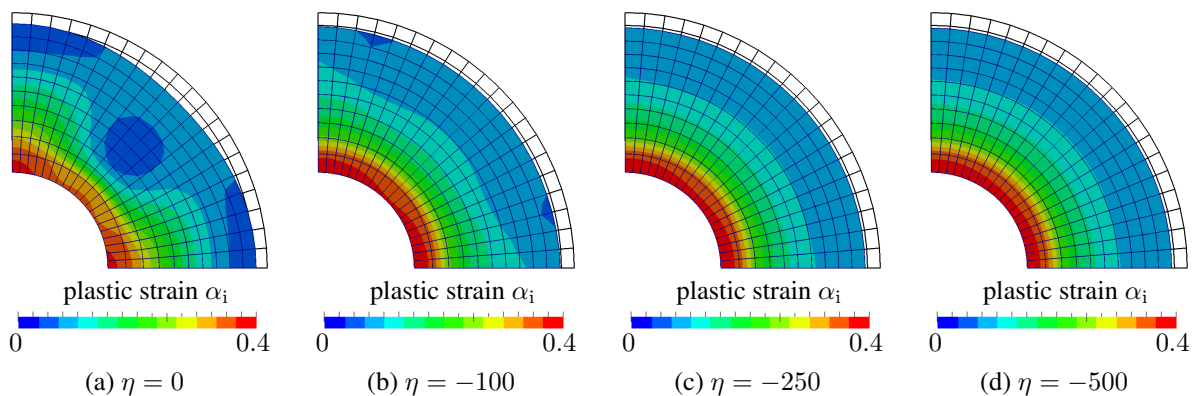 plastic strain αi plastic strain αi plastic strain αi plastic strain αi
0 0.4 0 0.4 0 0.4 0 0.4
(a) η = 0 (b) η = −100 (c) η = −250 (d) η = −500